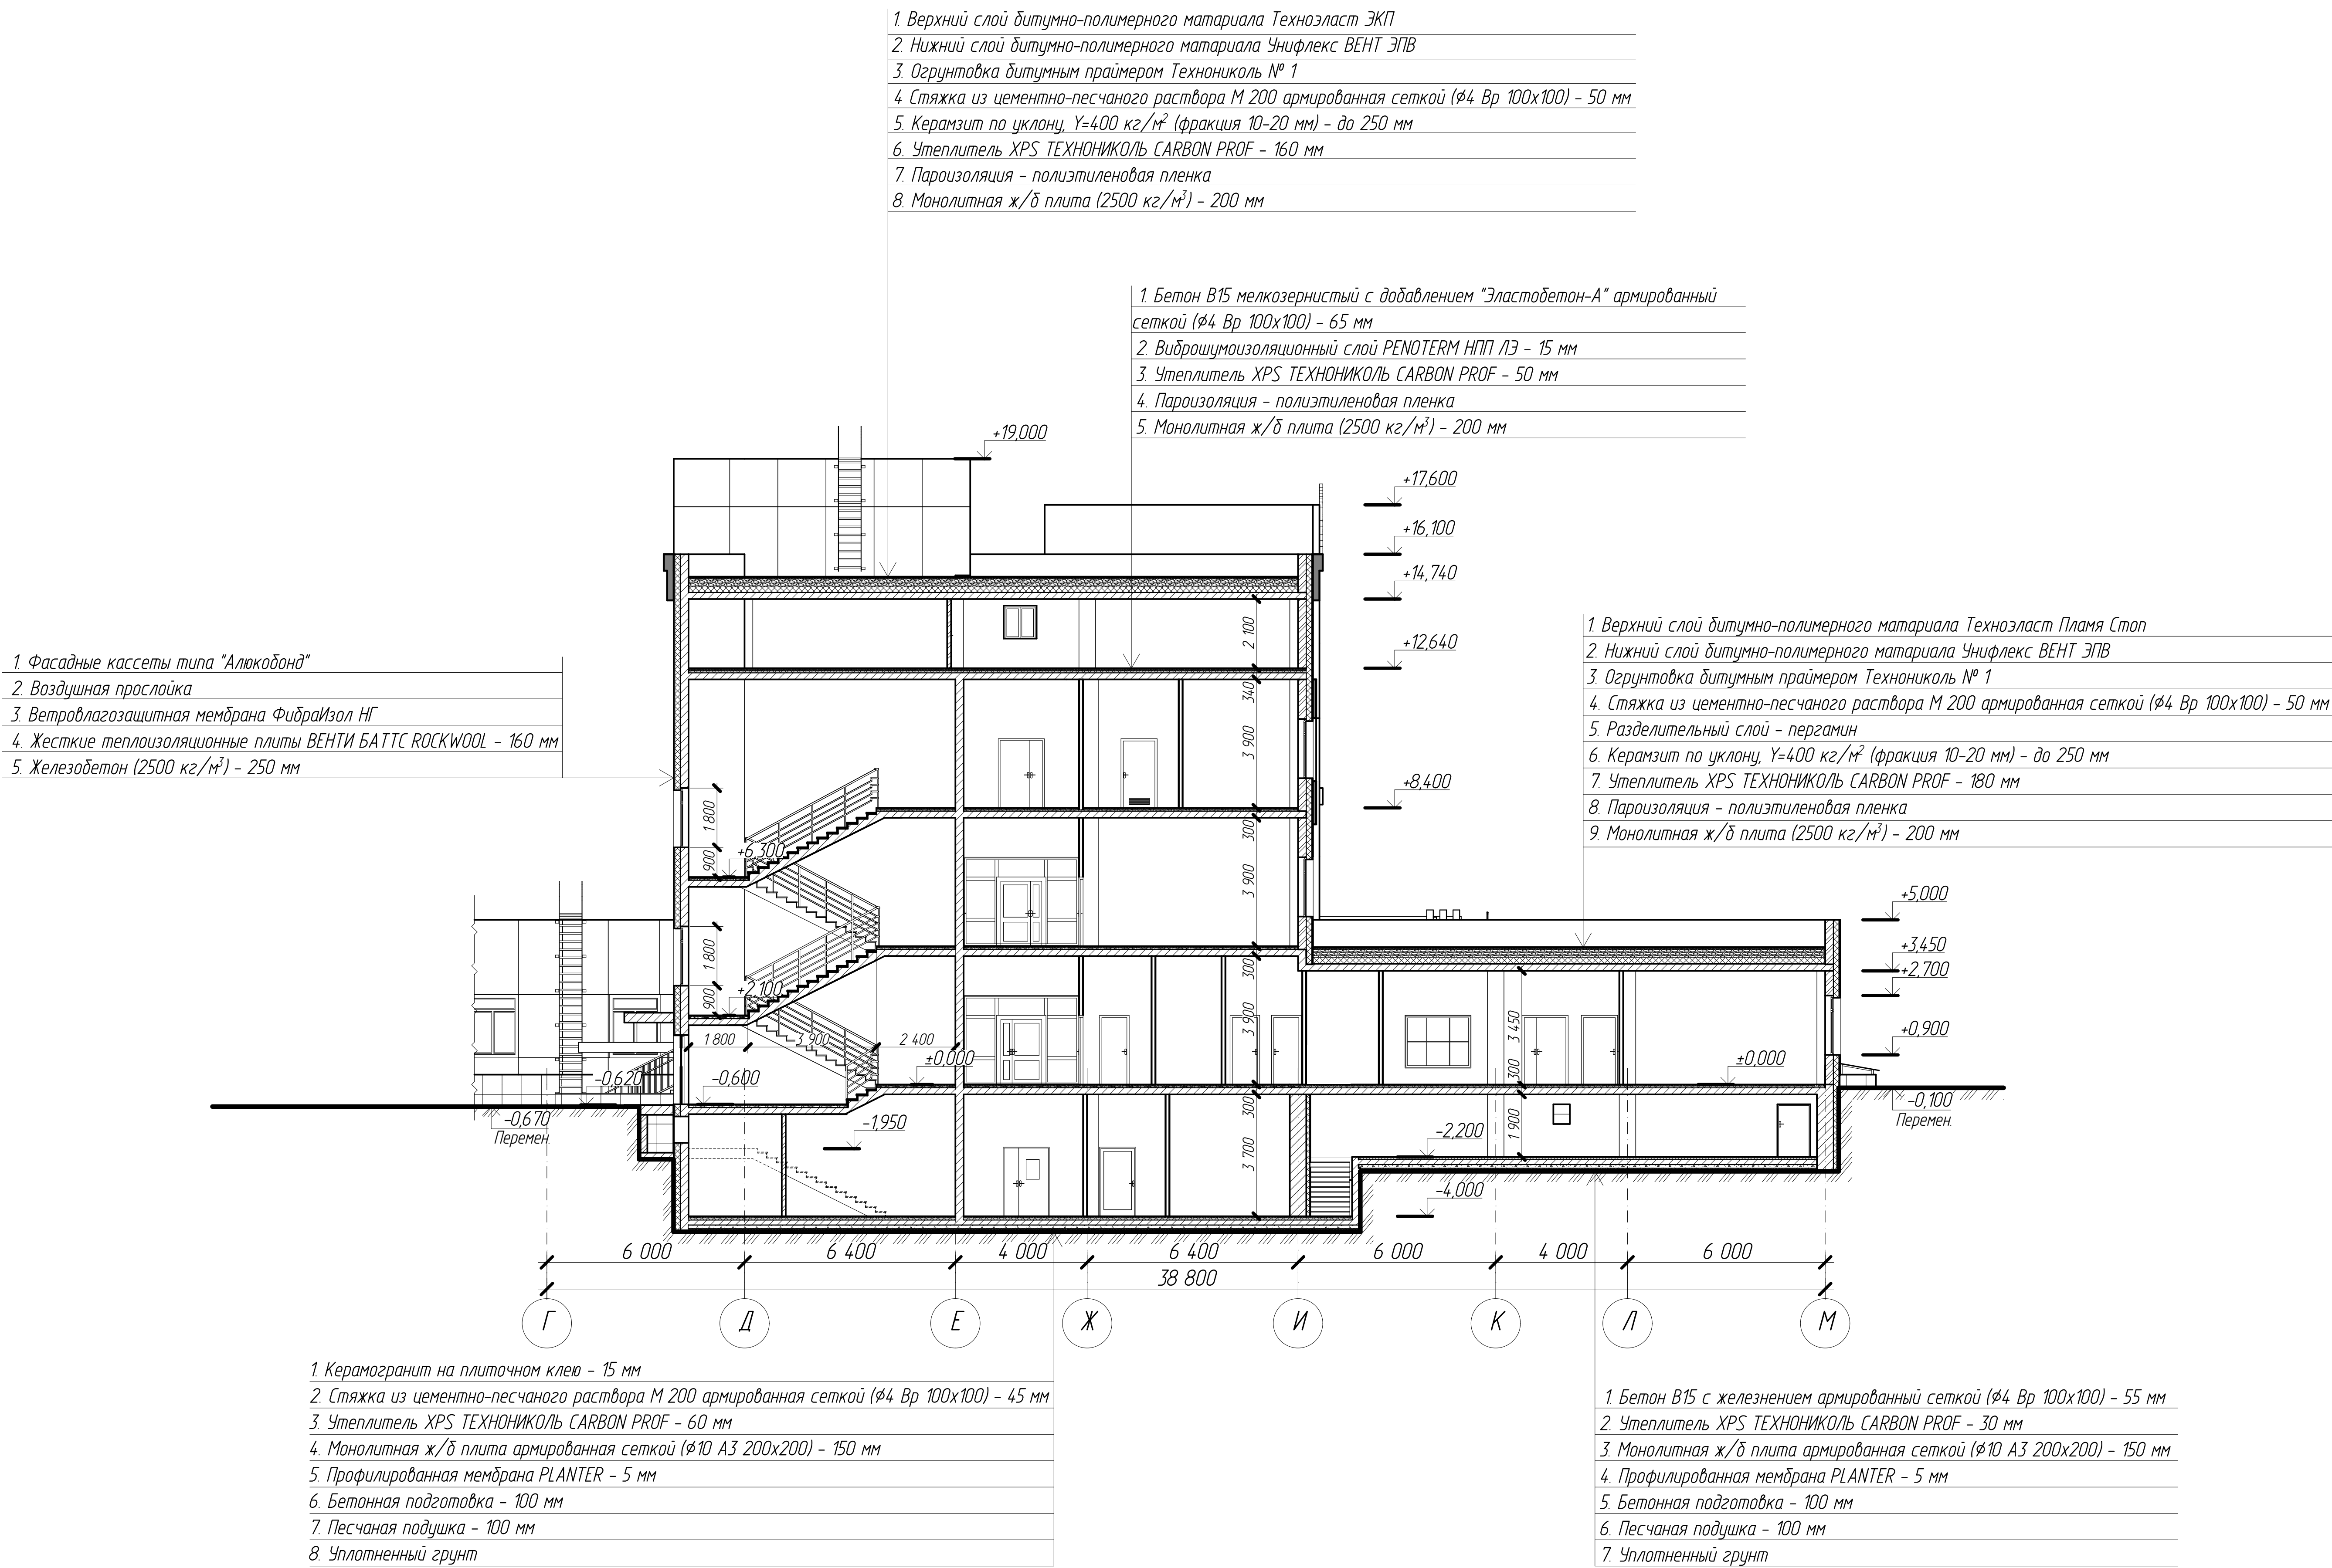 1. Верхний слой битумно-полимерного матариала Техноэласт ЭКП
2. Нижний слой битумно-полимерного матариала Унифлекс ВЕНТ ЭПВ
3. Огрунтовка битумным праймером Технониколь № 1
4 Стяжка из цементно-песчаного раствора М 200 армированная сеткой (Ø4 Вр 100х100) - 50 мм
5. Керамзит по уклону, Y=400 кг/м² (фракция 10-20 мм) - до 250 мм
6. Утеплитель XPS ТЕХНОНИКОЛЬ CARBON PROF - 160 мм
7. Пароизоляция - полиэтиленовая пленка
8. Монолитная ж/б плита (2500 кг/м³) - 200 мм
1. Бетон В15 мелкозернистый с добавлением "Эластобетон-А" армированный
сеткой (Ø4 Вр 100х100) - 65 мм
2. Виброшумоизоляционный слой PENOTERM НПП ЛЭ - 15 мм
3. Утеплитель XPS ТЕХНОНИКОЛЬ CARBON PROF - 50 мм
4. Пароизоляция - полиэтиленовая пленка
5. Монолитная ж/б плита (2500 кг/м³) - 200 мм
+19,000
+17,600
+16,100
+14,740
+12,640
+8,400
1. Фасадные кассеты типа "Алюкобонд"
2. Воздушная прослойка
3. Ветровлагозащитная мембрана ФибраИзол НГ
4. Жесткие теплоизоляционные плиты ВЕНТИ БАТТС ROCKWOOL - 160 мм
5. Железобетон (2500 кг/м³) - 250 мм
1. Верхний слой битумно-полимерного матариала Техноэласт Пламя Стоп
2. Нижний слой битумно-полимерного матариала Унифлекс ВЕНТ ЭПВ
3. Огрунтовка битумным праймером Технониколь № 1
4. Стяжка из цементно-песчаного раствора М 200 армированная сеткой (Ø4 Вр 100х100) - 50 мм
5. Разделительный слой - пергамин
6. Керамзит по уклону, Y=400 кг/м² (фракция 10-20 мм) - до 250 мм
7. Утеплитель XPS ТЕХНОНИКОЛЬ CARBON PROF - 180 мм
8. Пароизоляция - полиэтиленовая пленка
9. Монолитная ж/б плита (2500 кг/м³) - 200 мм
2 100
340
3 900
300
3 900
300
3 900
300
3 700
1 800
900
1 800
900
+6,300
+2,100
1 800
3 900
2 400
±0,000
-0,620
-0,600
-0,670
Перемен.
-1,950
3 450
300
1 900
±0,000
-2,200
-4,000
+5,000
+3,450
+2,700
+0,900
-0,100
Перемен.
6 000
6 400
4 000
6 400
6 000
4 000
6 000
38 800
Г
Д
Е
Ж
И
К
Л
М
1. Керамогранит на плиточном клею - 15 мм
2. Стяжка из цементно-песчаного раствора М 200 армированная сеткой (Ø4 Вр 100х100) - 45 мм
3. Утеплитель XPS ТЕХНОНИКОЛЬ CARBON PROF - 60 мм
4. Монолитная ж/б плита армированная сеткой (Ø10 А3 200х200) - 150 мм
5. Профилированная мембрана PLANTER - 5 мм
6. Бетонная подготовка - 100 мм
7. Песчаная подушка - 100 мм
8. Уплотненный грунт
1. Бетон В15 с железнением армированный сеткой (Ø4 Вр 100х100) - 55 мм
2. Утеплитель XPS ТЕХНОНИКОЛЬ CARBON PROF - 30 мм
3. Монолитная ж/б плита армированная сеткой (Ø10 А3 200х200) - 150 мм
4. Профилированная мембрана PLANTER - 5 мм
5. Бетонная подготовка - 100 мм
6. Песчаная подушка - 100 мм
7. Уплотненный грунт